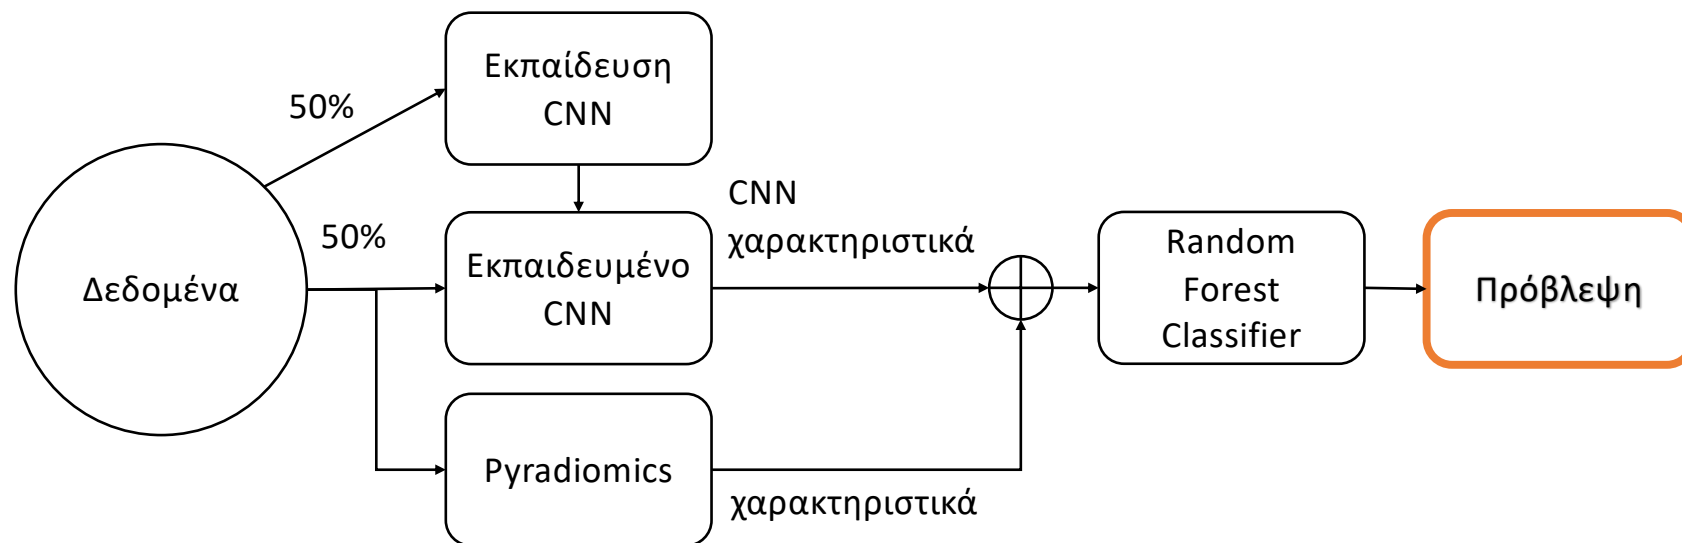 Εκπαίδευση
CNN
50%
Δεδομένα
50%
Εκπαιδευμένο
CNN
CNN
χαρακτηριστικά
Pyradiomics
χαρακτηριστικά
Random
Forest
Classifier
Πρόβλεψη